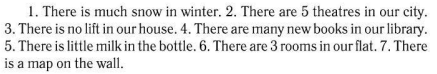 1. There is much snow in winter. 2. There are 5 theatres in our city.
3. There is no lift in our house. 4. There are many new books in our library.
5. There is little milk in the bottle. 6. There are 3 rooms in our flat. 7. There
is a map on the wall.